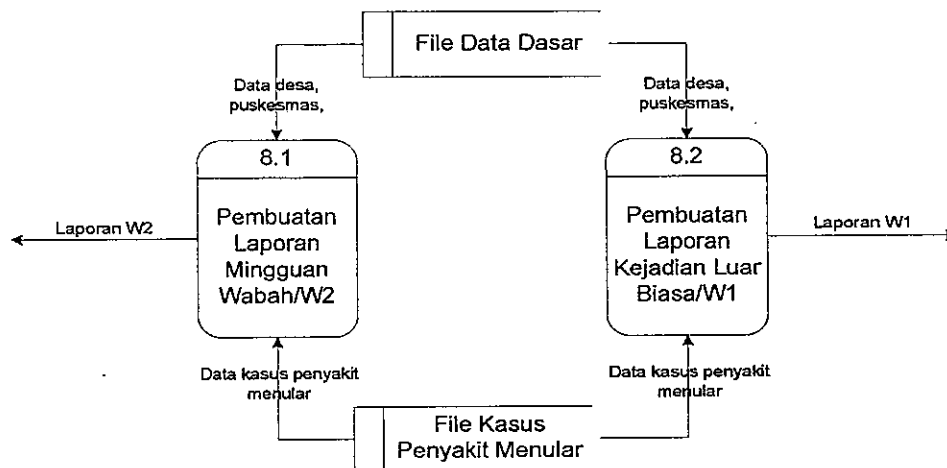 File Data Dasar
Data desa,
puskesmas,
Data desa,
puskesmas,
8.1
Pembuatan
Laporan
Mingguan
Wabah/W2
8.2
Pembuatan
Laporan
Kejadian Luar
Biasa/W1
Laporan W2
Laporan W1
Data kasus penyakit
menular
Data kasus penyakit
menular
File Kasus
Penyakit Menular